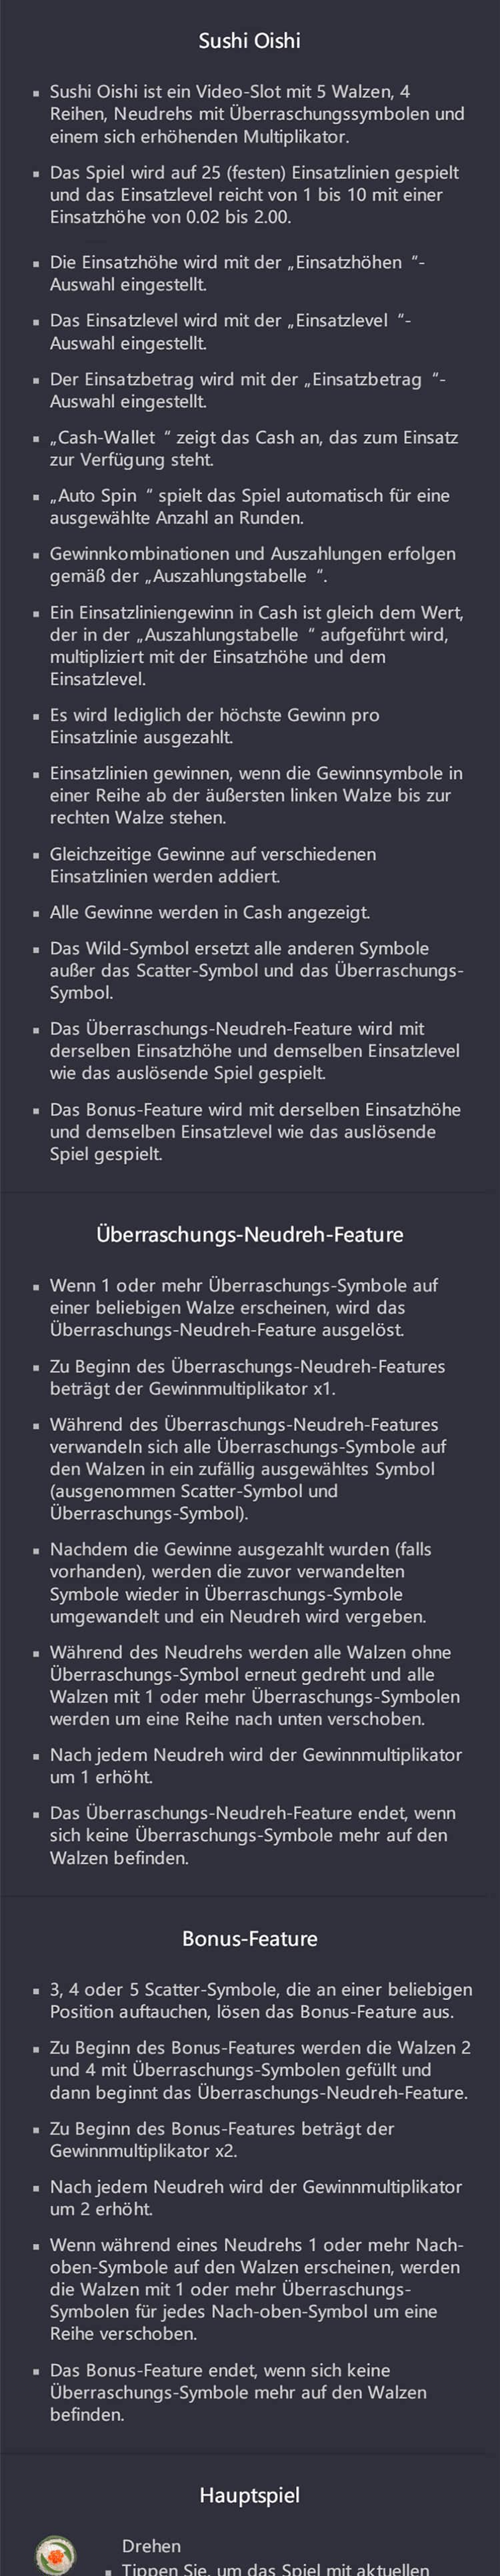 Sushi Oishi
▪ Sushi Oishi ist ein Video-Slot mit 5 Walzen, 4
Reihen, Neudrehs mit Überraschungssymbolen und
einem sich erhöhenden Multiplikator.
▪ Das Spiel wird auf 25 (festen) Einsatzlinien gespielt
und das Einsatzlevel reicht von 1 bis 10 mit einer
Einsatzhöhe von 0.02 bis 2.00.
▪ Die Einsatzhöhe wird mit der „Einsatzhöhen “-
Auswahl eingestellt.
▪ Das Einsatzlevel wird mit der „Einsatzlevel “-
Auswahl eingestellt.
▪ Der Einsatzbetrag wird mit der „Einsatzbetrag “-
Auswahl eingestellt.
▪ „Cash-Wallet “ zeigt das Cash an, das zum Einsatz
zur Verfügung steht.
▪ „Auto Spin “ spielt das Spiel automatisch für eine
ausgewählte Anzahl an Runden.
▪ Gewinnkombinationen und Auszahlungen erfolgen
gemäß der „Auszahlungstabelle “.
▪ Ein Einsatzliniengewinn in Cash ist gleich dem Wert,
der in der „Auszahlungstabelle “ aufgeführt wird,
multipliziert mit der Einsatzhöhe und dem
Einsatzlevel.
▪ Es wird lediglich der höchste Gewinn pro
Einsatzlinie ausgezahlt.
▪ Einsatzlinien gewinnen, wenn die Gewinnsymbole in
einer Reihe ab der äußersten linken Walze bis zur
rechten Walze stehen.
▪ Gleichzeitige Gewinne auf verschiedenen
Einsatzlinien werden addiert.
▪ Alle Gewinne werden in Cash angezeigt.
▪ Das Wild-Symbol ersetzt alle anderen Symbole
außer das Scatter-Symbol und das Überraschungs-
Symbol.
▪ Das Überraschungs-Neudreh-Feature wird mit
derselben Einsatzhöhe und demselben Einsatzlevel
wie das auslösende Spiel gespielt.
▪ Das Bonus-Feature wird mit derselben Einsatzhöhe
und demselben Einsatzlevel wie das auslösende
Spiel gespielt.
Überraschungs-Neudreh-Feature
▪ Wenn 1 oder mehr Überraschungs-Symbole auf
einer beliebigen Walze erscheinen, wird das
Überraschungs-Neudreh-Feature ausgelöst.
▪ Zu Beginn des Überraschungs-Neudreh-Features
beträgt der Gewinnmultiplikator x1.
▪ Während des Überraschungs-Neudreh-Features
verwandeln sich alle Überraschungs-Symbole auf
den Walzen in ein zufällig ausgewähltes Symbol
(ausgenommen Scatter-Symbol und
Überraschungs-Symbol).
▪ Nachdem die Gewinne ausgezahlt wurden (falls
vorhanden), werden die zuvor verwandelten
Symbole wieder in Überraschungs-Symbole
umgewandelt und ein Neudreh wird vergeben.
▪ Während des Neudrehs werden alle Walzen ohne
Überraschungs-Symbol erneut gedreht und alle
Walzen mit 1 oder mehr Überraschungs-Symbolen
werden um eine Reihe nach unten verschoben.
▪ Nach jedem Neudreh wird der Gewinnmultiplikator
um 1 erhöht.
▪ Das Überraschungs-Neudreh-Feature endet, wenn
sich keine Überraschungs-Symbole mehr auf den
Walzen befinden.
Bonus-Feature
▪ 3, 4 oder 5 Scatter-Symbole, die an einer beliebigen
Position auftauchen, lösen das Bonus-Feature aus.
▪ Zu Beginn des Bonus-Features werden die Walzen 2
und 4 mit Überraschungs-Symbolen gefüllt und
dann beginnt das Überraschungs-Neudreh-Feature.
▪ Zu Beginn des Bonus-Features beträgt der
Gewinnmultiplikator x2.
▪ Nach jedem Neudreh wird der Gewinnmultiplikator
um 2 erhöht.
▪ Wenn während eines Neudrehs 1 oder mehr Nach-
oben-Symbole auf den Walzen erscheinen, werden
die Walzen mit 1 oder mehr Überraschungs-
Symbolen für jedes Nach-oben-Symbol um eine
Reihe verschoben.
▪ Das Bonus-Feature endet, wenn sich keine
Überraschungs-Symbole mehr auf den Walzen
befinden.
Hauptspiel
Drehen
▪ Tippen Sie, um das Spiel mit aktuellen